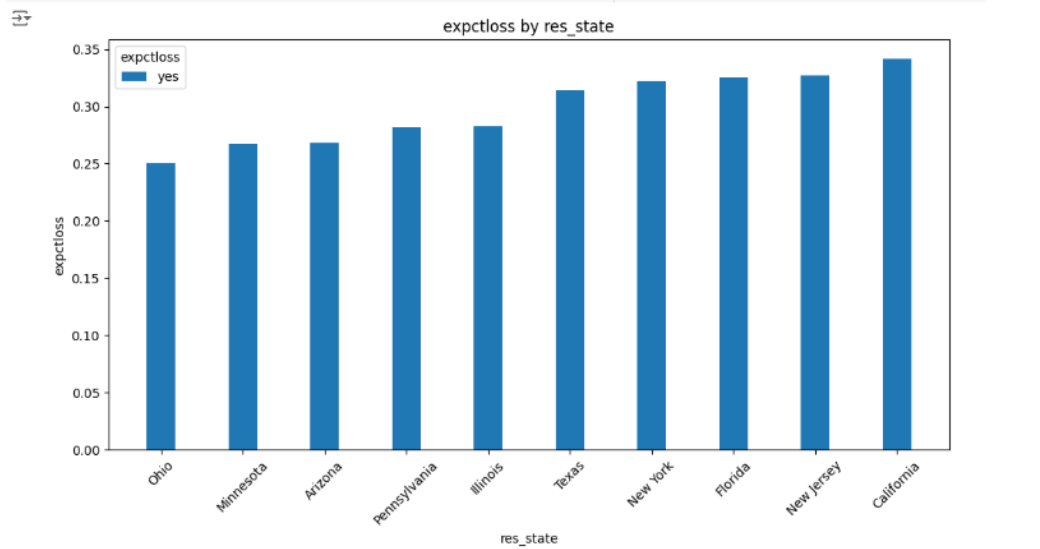 expctloss by res_state
expctloss
yes
0.35
0.30
0.25
0.20
0.15
0.10
0.05
0.00
expctloss
Ohio
Minnesota
Arizona
Pennsylvania
Illinois
Texas
New York
Florida
New Jersey
California
res_state